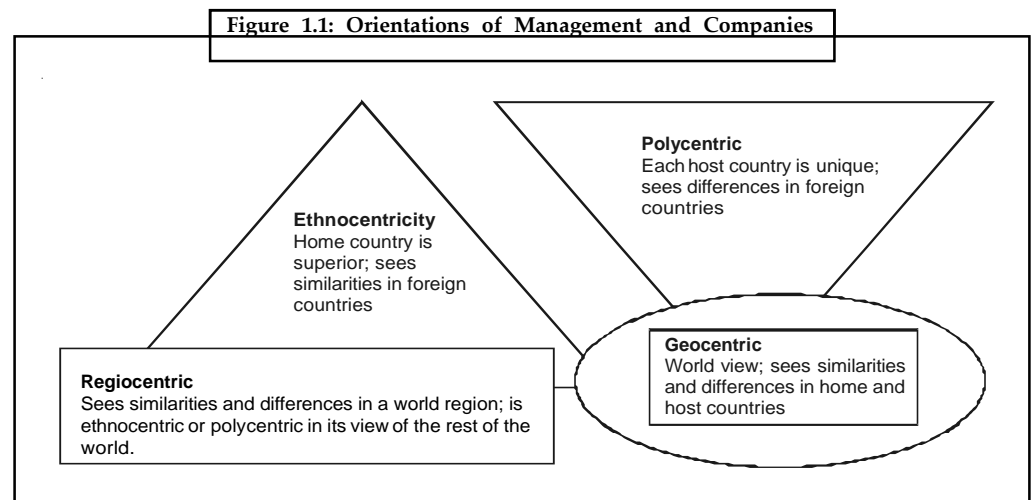 Figure 1.1: Orientations of Management and Companies
Polycentric
Each host country is unique;
sees differences in foreign
countries
Ethnocentricity
Home country is
superior; sees
similarities in foreign
countries
Geocentric
World view; sees similarities
and differences in home and
host countries
Regiocentric
Sees similarities and differences in a world region; is
ethnocentric or polycentric in its view of the rest of the
world.